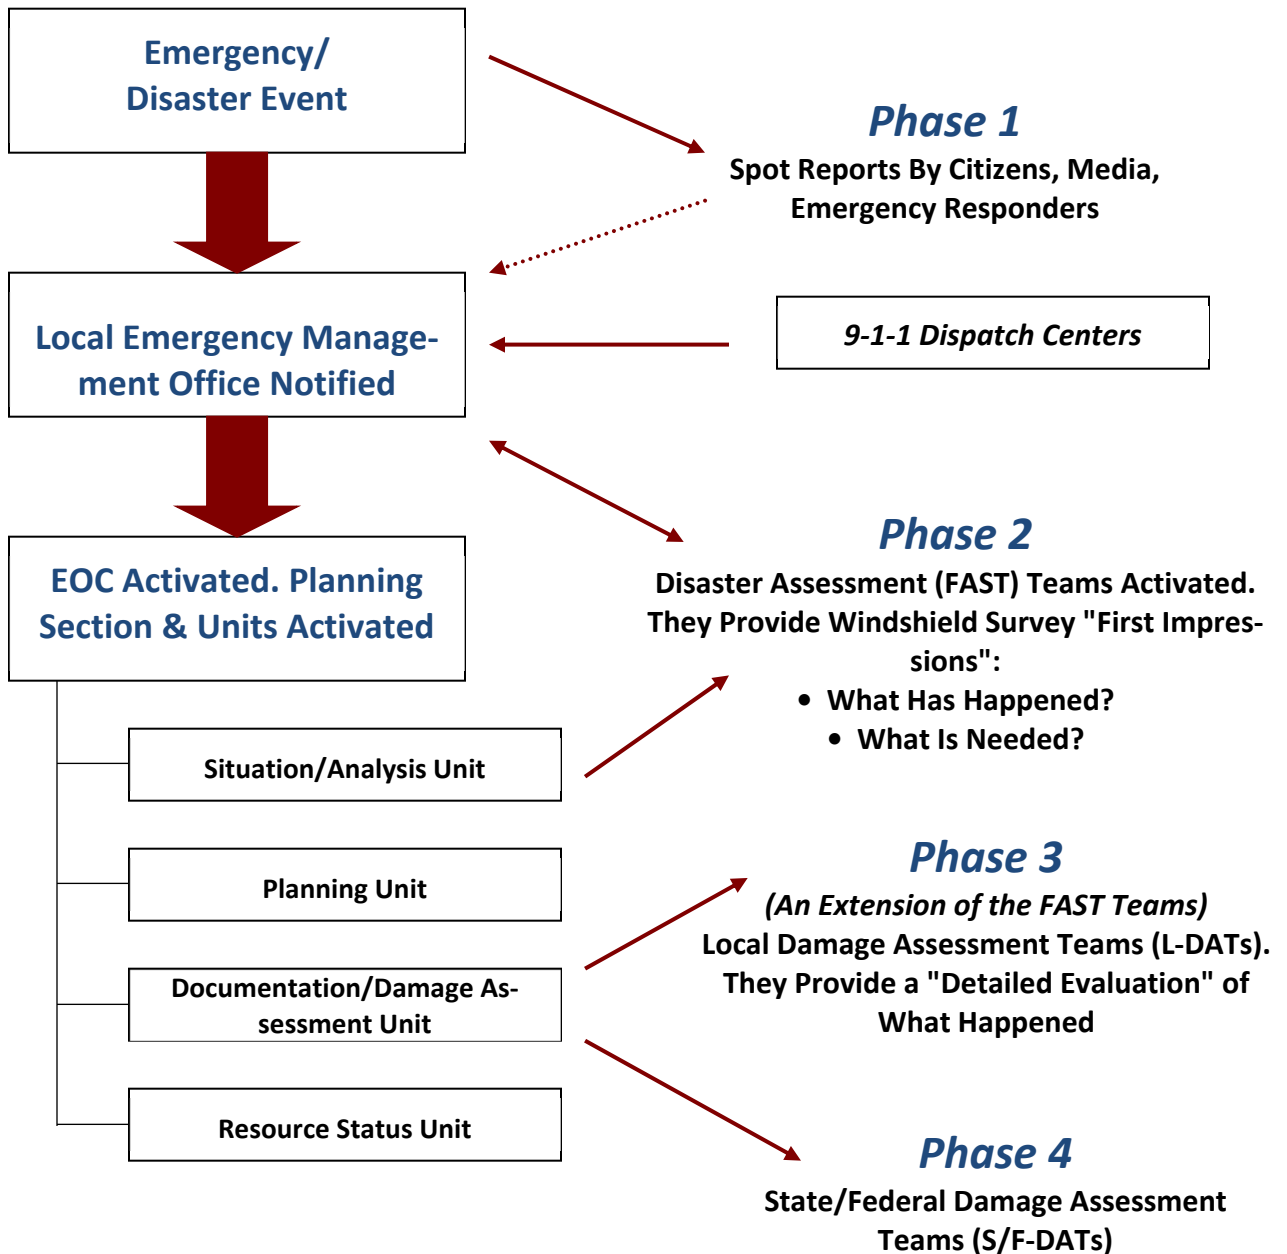 Emergency/
Disaster Event
Phase 1
Spot Reports By Citizens, Media,
Emergency Responders
Local Emergency Manage-
ment Office Notified
9-1-1 Dispatch Centers
EOC Activated. Planning
Section & Units Activated
Phase 2
Disaster Assessment (FAST) Teams Activated.
They Provide Windshield Survey "First Impres-
sions":
• What Has Happened?
• What Is Needed?
Situation/Analysis Unit
Planning Unit
Documentation/Damage As-
sessment Unit
Resource Status Unit
Phase 3
(An Extension of the FAST Teams)
Local Damage Assessment Teams (L-DATs).
They Provide a "Detailed Evaluation" of
What Happened
Phase 4
State/Federal Damage Assessment
Teams (S/F-DATs)